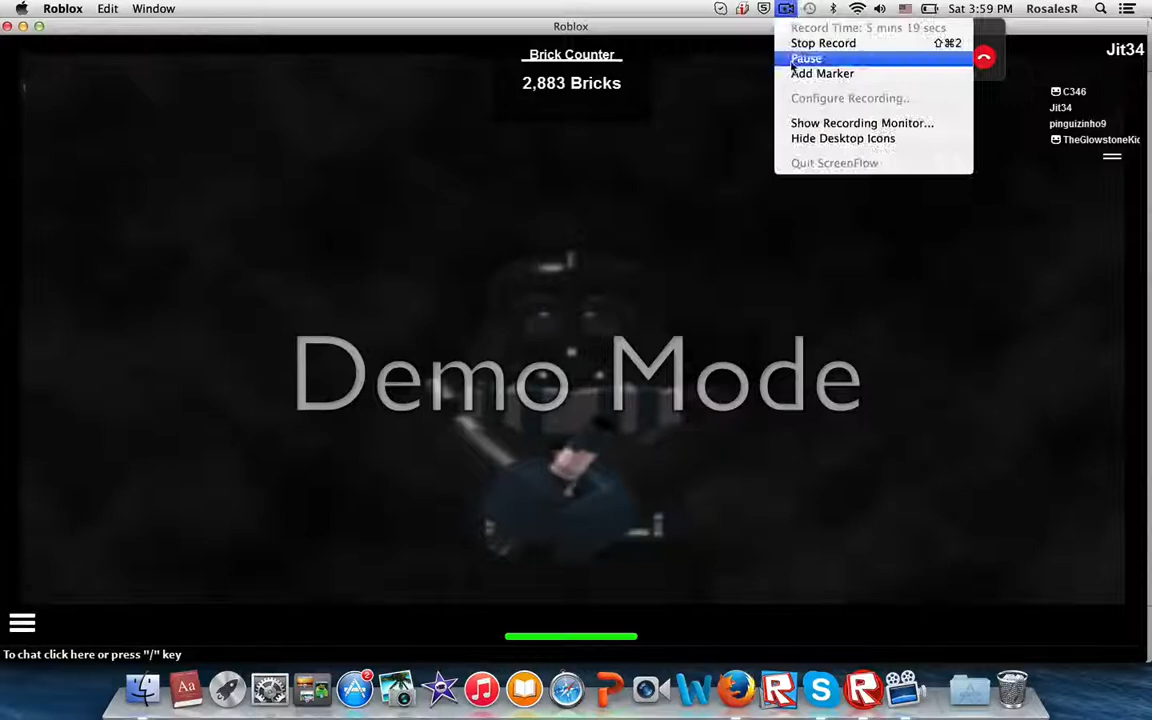 Roblox Edit Window Sat 3:59 PM RosalesR
Roblox
Record Time: 5 mins 19 secs
Stop Record ⇧⌘2
Pause
Add Marker
Configure Recording...
Show Recording Monitor...
Hide Desktop Icons
Quit ScreenFlow
Brick Counter
2,883 Bricks
Jit34
C346
Jit34
pinguizinho9
TheGlowstoneKid
Demo Mode
To chat click here or press "/" key
Aa
2